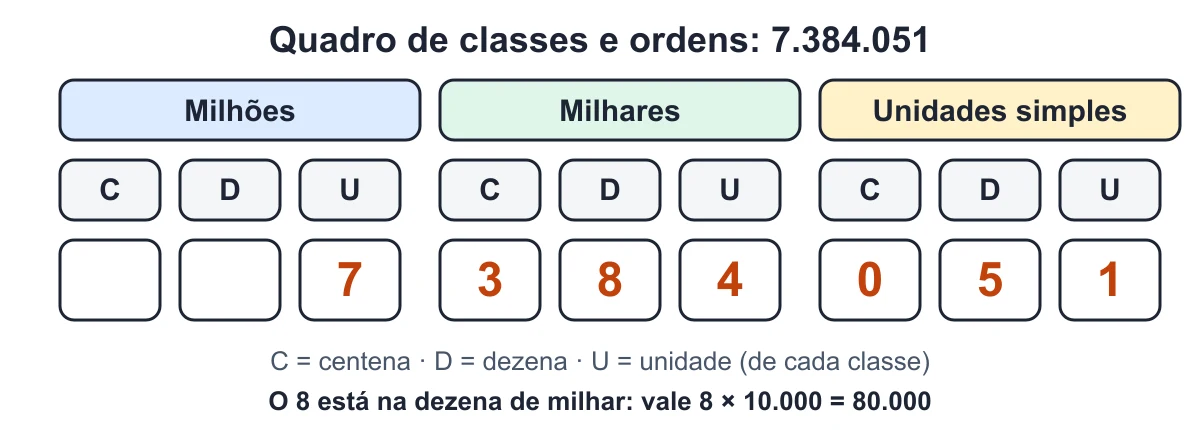 Quadro de classes e ordens: 7.384.051
Milhões Milhares Unidades simples
C D U C D U C D U
7 3 8 4 0 5 1
C = centena · D = dezena · U = unidade (de cada classe)
O 8 está na dezena de milhar: vale 8 × 10.000 = 80.000